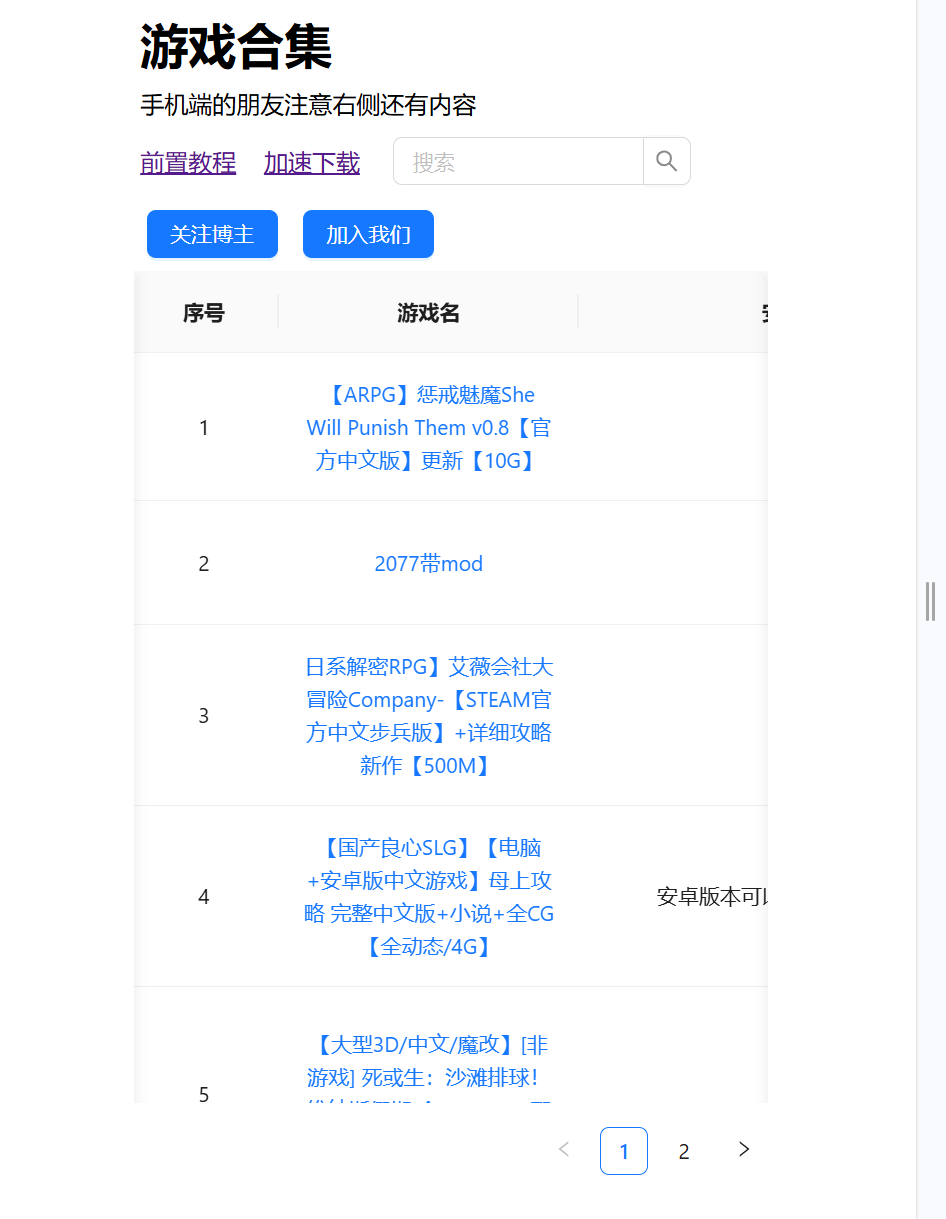 游戏合集
手机端的朋友注意右侧还有内容
前置教程 加速下载 搜索
关注博主 加入我们
序号 游戏名
1
【ARPG】惩戒魅魔She
Will Punish Them v0.8【官
方中文版】更新【10G】
2 2077带mod
3
日系解密RPG】艾薇会社大
冒险Company-【STEAM官
方中文步兵版】+详细攻略
新作【500M】
4
【国产良心SLG】【电脑
+安卓版中文游戏】母上攻
略 完整中文版+小说+全CG
【全动态/4G】
安卓版本可
5
【大型3D/中文/魔改】[非
游戏] 死或生：沙滩排球！
1 2